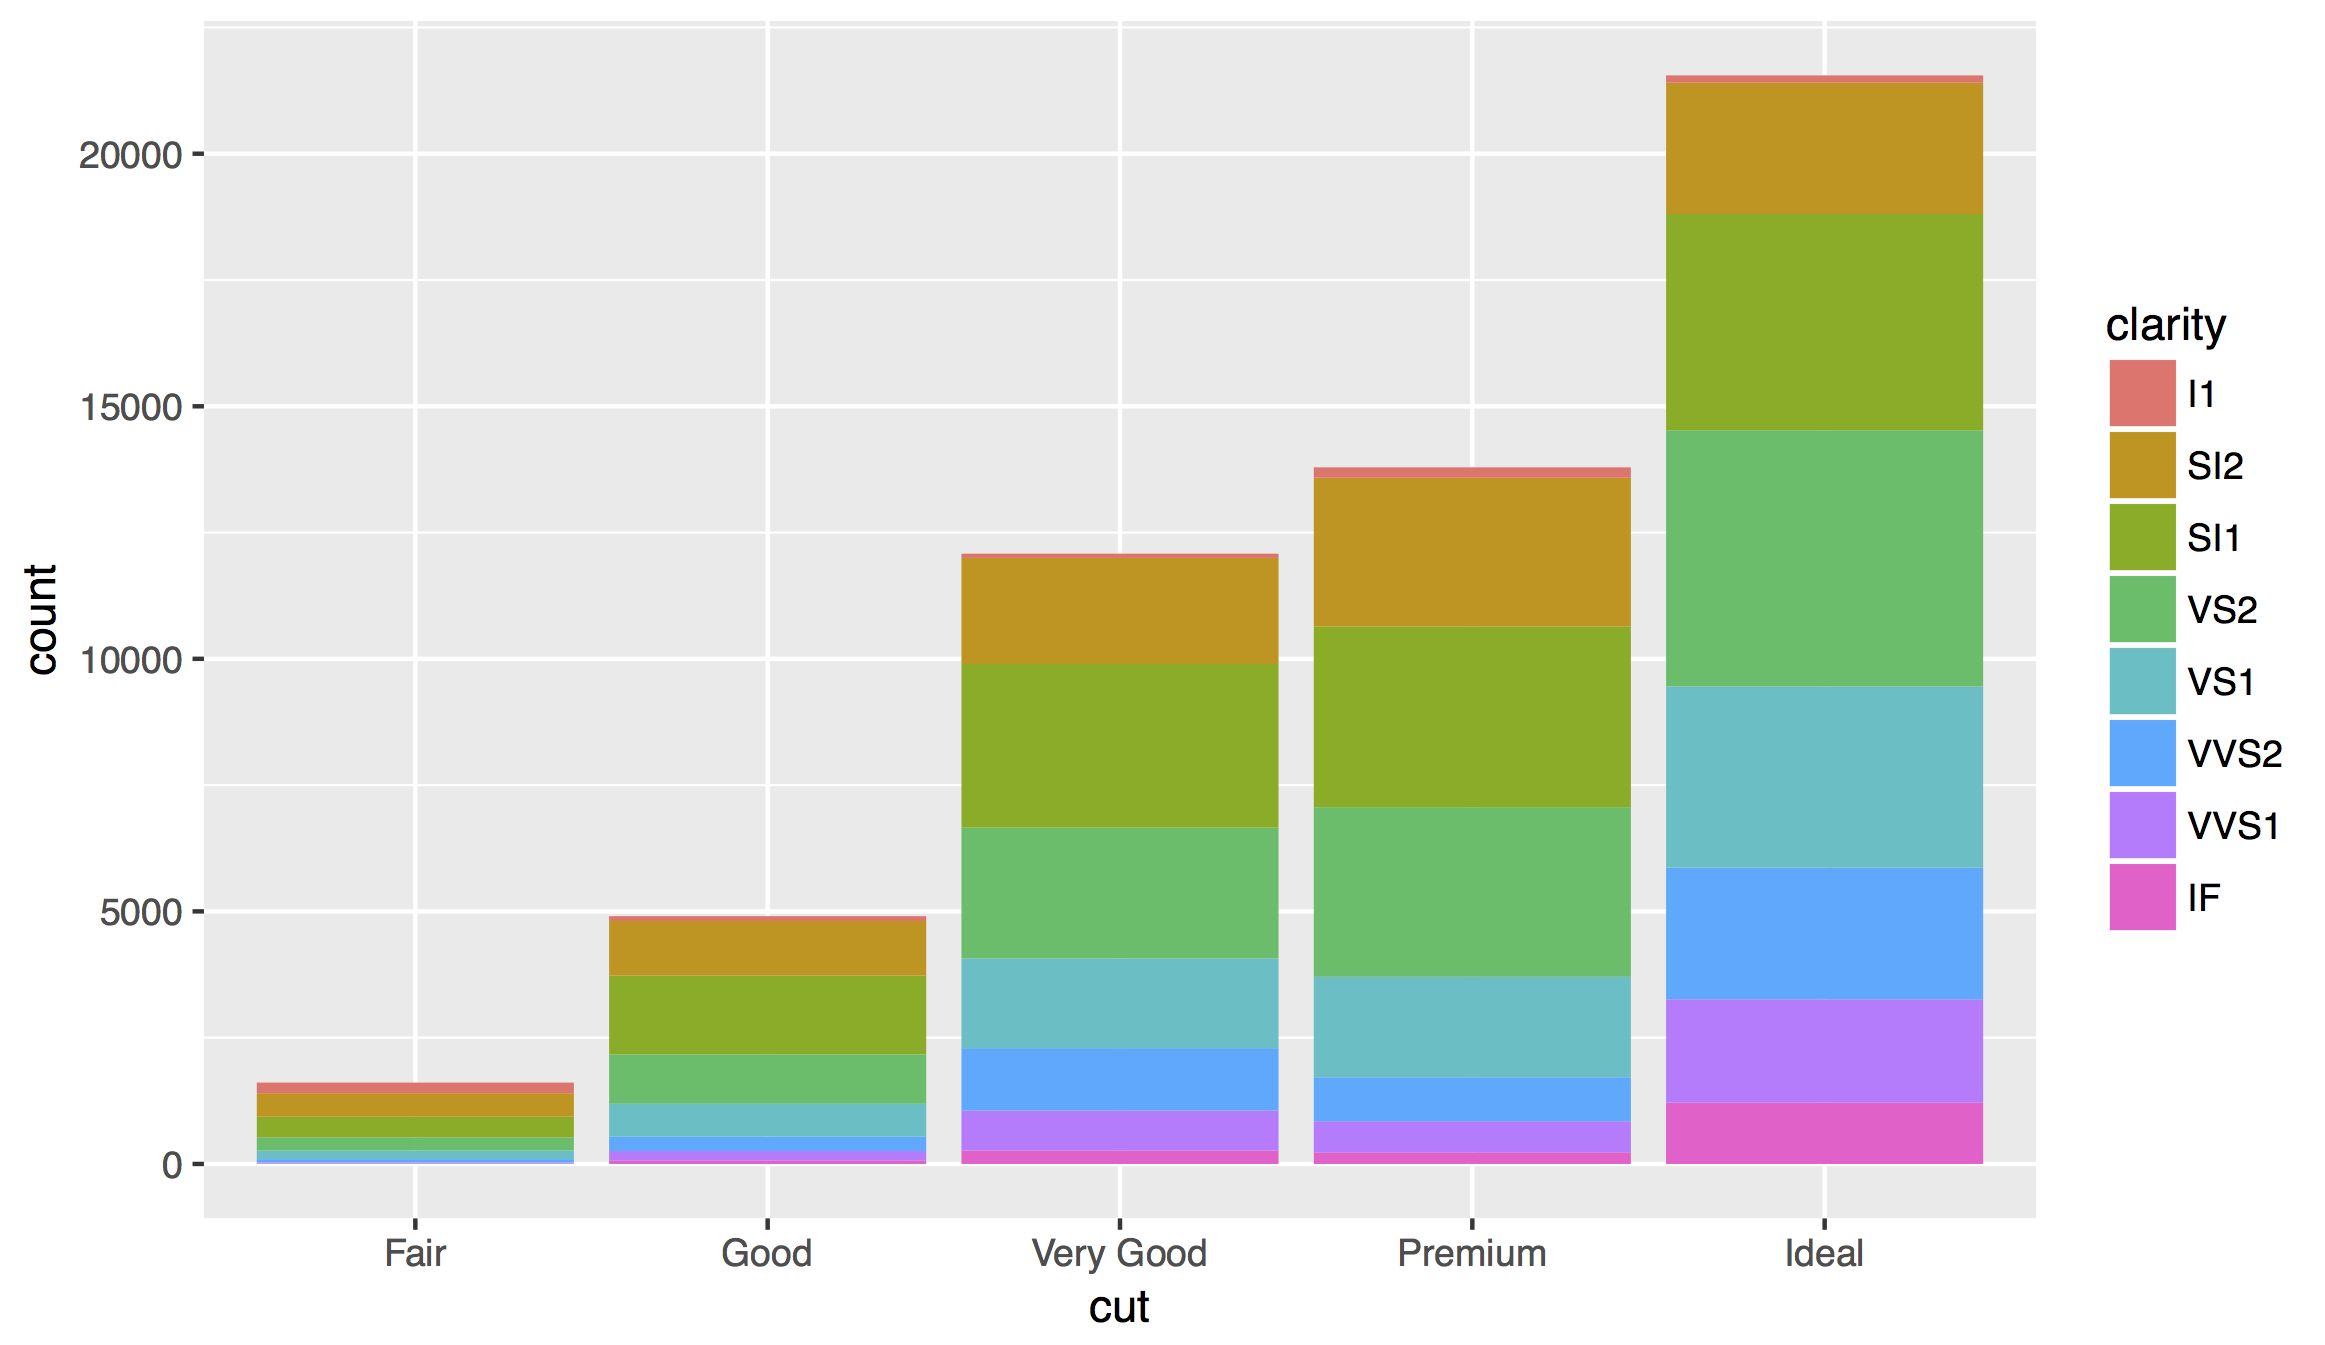 count
20000
15000
10000
5000
0
Fair
Good
Very Good
Premium
Ideal
cut
clarity
I1
SI2
SI1
VS2
VS1
VVS2
VVS1
IF